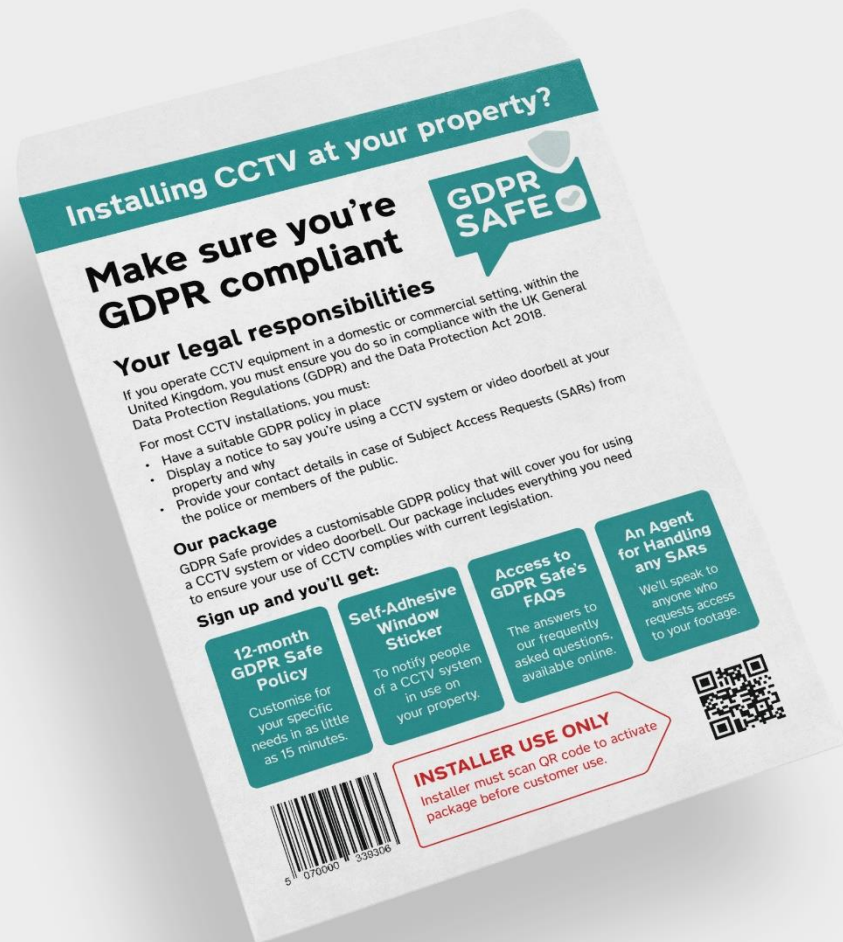 Installing CCTV at your property?
GDPR
SAFE
Make sure you're
GDPR compliant
Your legal responsibilities
If you operate CCTV equipment in a domestic or commercial setting, within the
United Kingdom, you must ensure you do so in compliance with the UK General
Data Protection Regulations (GDPR) and the Data Protection Act 2018.
For most CCTV installations, you must:
• Have a suitable GDPR policy in place
• Display a notice to say you're using a CCTV system or video doorbell at your
property and why
• Provide your contact details in case of Subject Access Requests (SARs) from
the police or members of the public.
Our package
GDPR Safe provides a customisable GDPR policy that will cover you for using
a CCTV system or video doorbell. Our package includes everything you need
to ensure your use of CCTV complies with current legislation.
Sign up and you'll get:
12-month
GDPR Safe
Policy
Customise for
your specific
needs in as little
as 15 minutes.
Self-Adhesive
Window
Sticker
To notify people
of a CCTV system
in use on
your property.
Access to
GDPR Safe's
FAQs
The answers to
our frequently
asked questions,
available online.
An Agent
for Handling
any SARs
We'll speak to
anyone who
requests access
to your footage.
INSTALLER USE ONLY
Installer must scan QR code to activate
package before customer use.
5 070000 339306